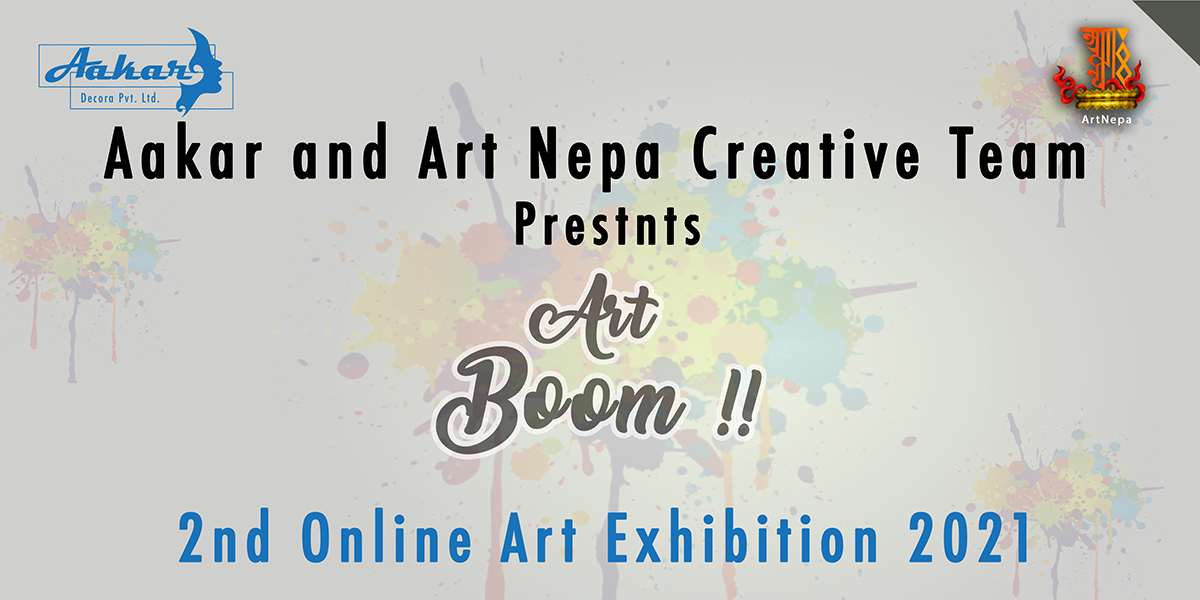 Aakar
Decora Pvt. Ltd.
ArtNepa
Aakar and Art Nepa Creative Team
Prestnts
Art
Boom !!
2nd Online Art Exhibition 2021